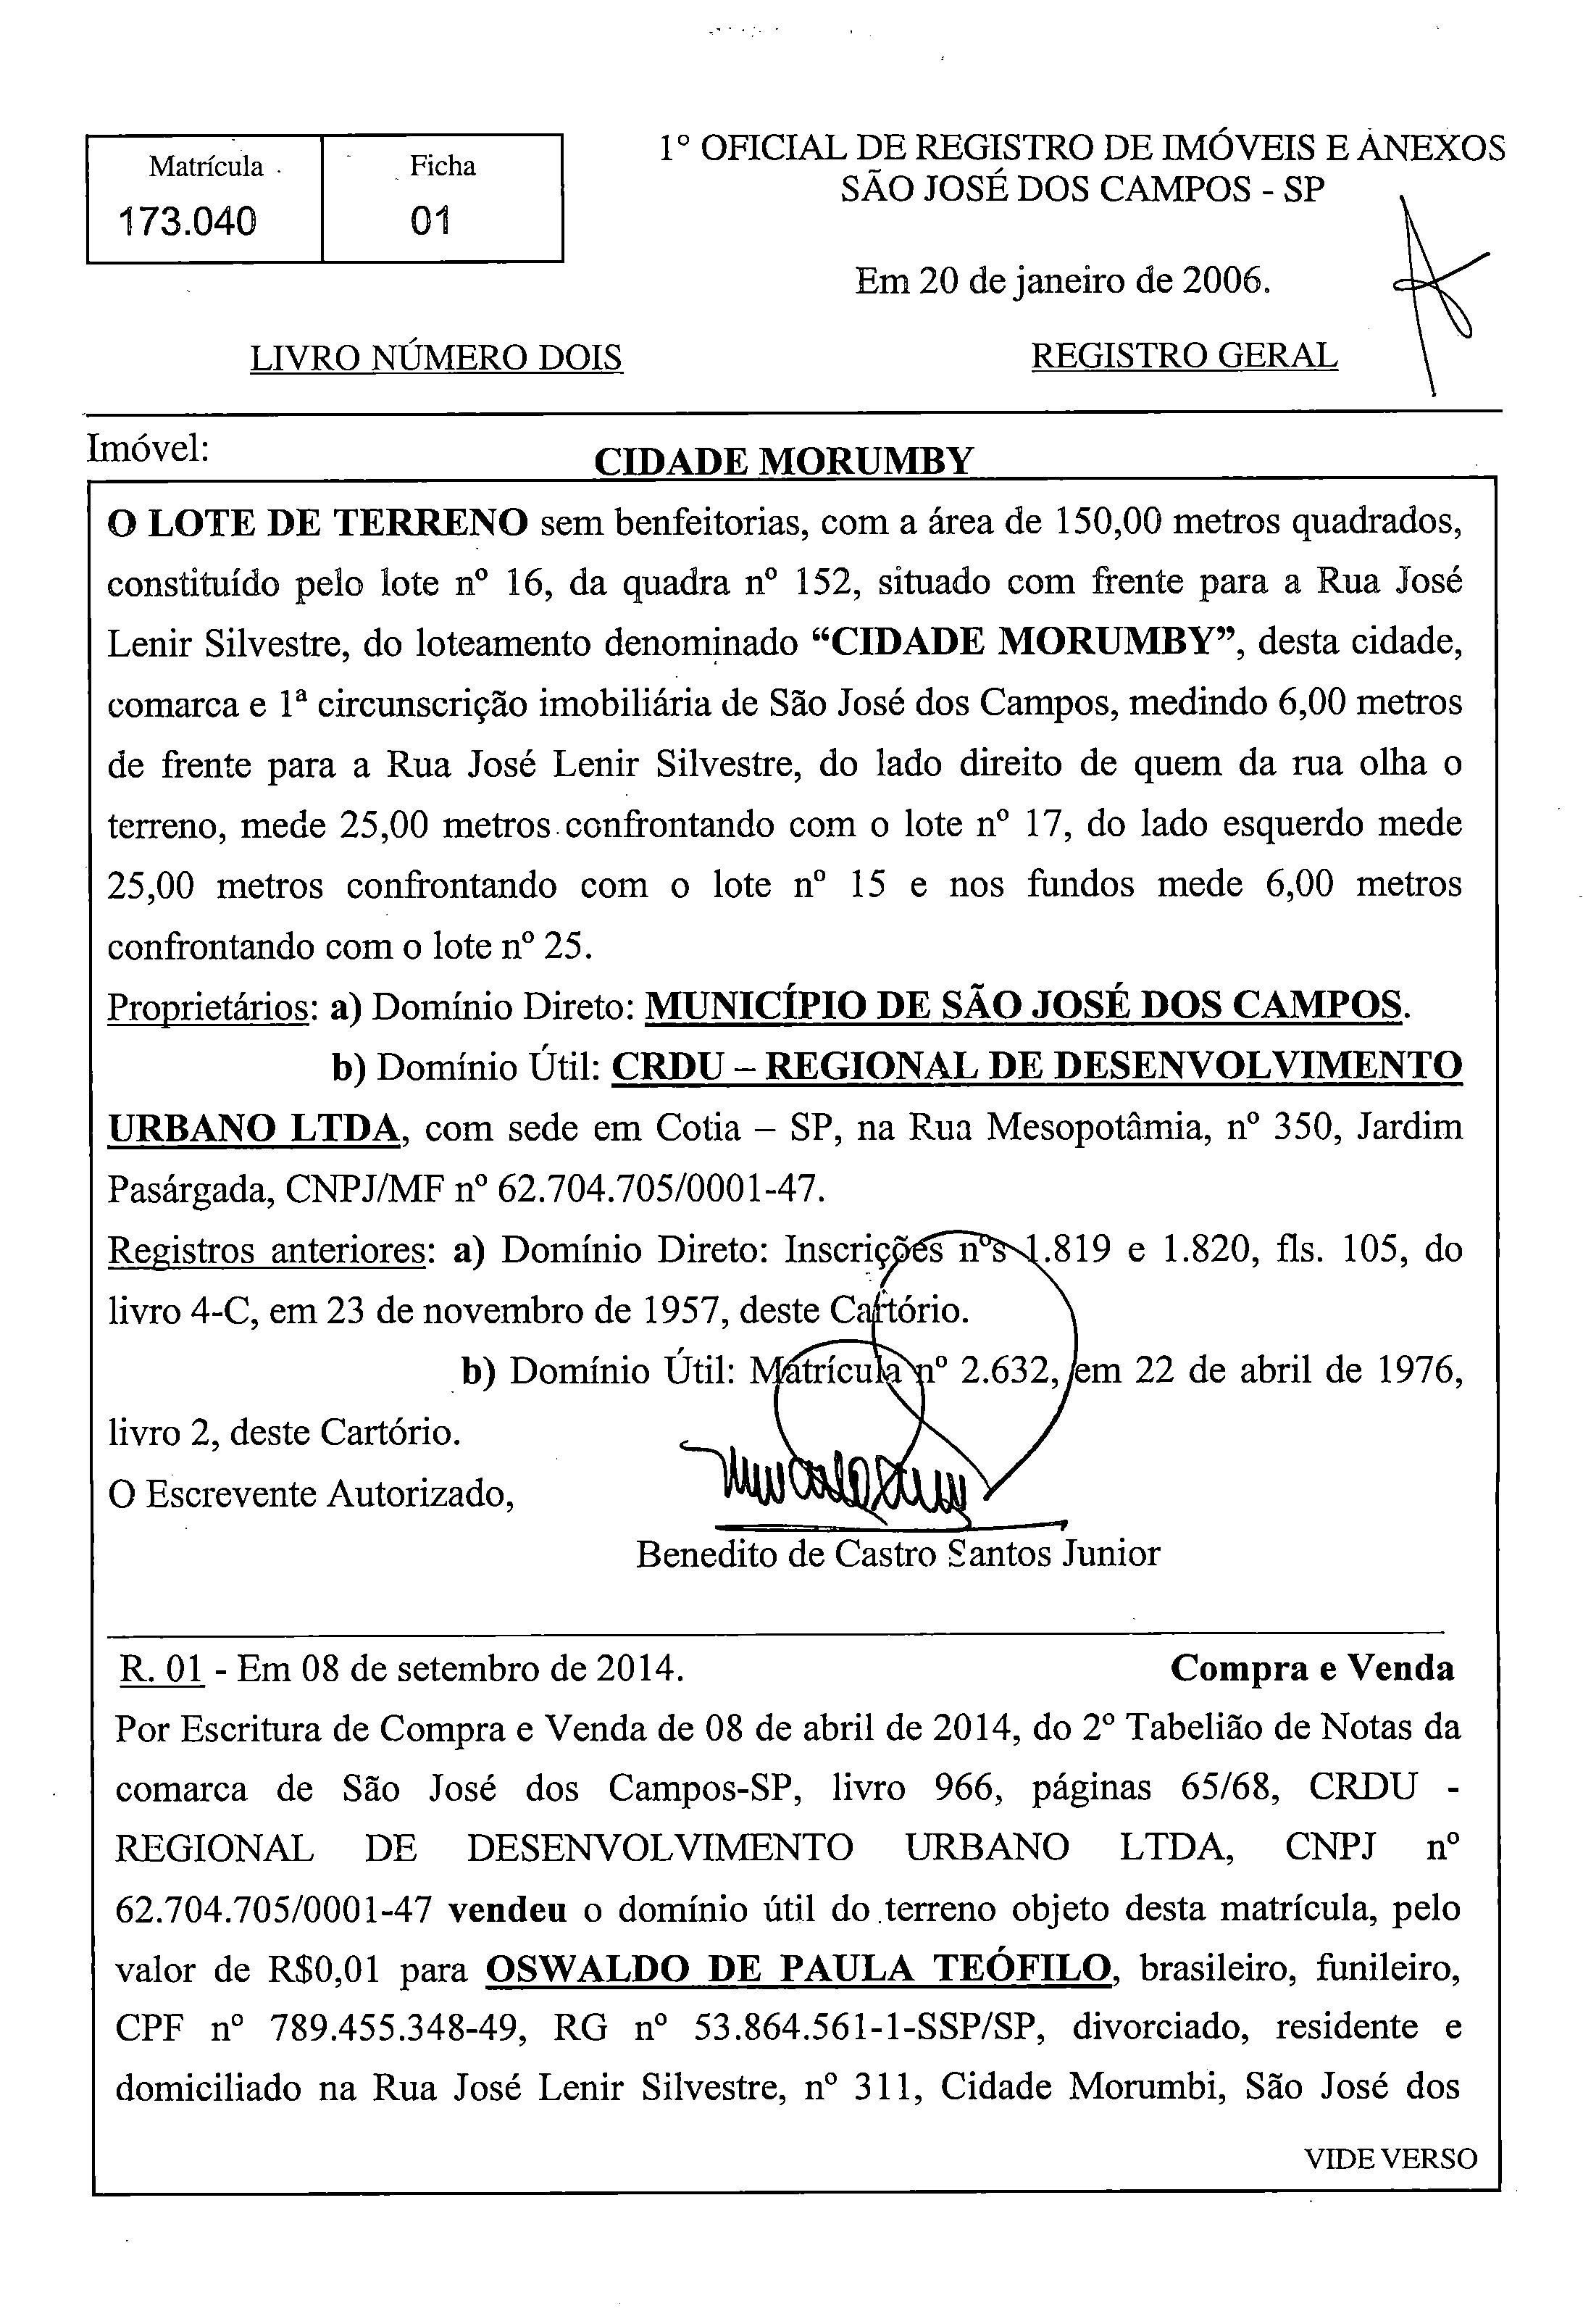 Matrícula
Ficha
173.040
01
1º OFICIAL DE REGISTRO DE IMÓVEIS E ANEXOS
SÃO JOSÉ DOS CAMPOS - SP
Em 20 de janeiro de 2006.
LIVRO NÚMERO DOIS
REGISTRO GERAL
Imóvel:
CIDADE MORUMBY
O LOTE DE TERRENO sem benfeitorias, com a área de 150,00 metros quadrados,
constituído pelo lote nº 16, da quadra nº 152, situado com frente para a Rua José
Lenir Silvestre, do loteamento denominado “CIDADE MORUMBY”, desta cidade,
comarca e 1ª circunscrição imobiliária de São José dos Campos, medindo 6,00 metros
de frente para a Rua José Lenir Silvestre, do lado direito de quem da rua olha o
terreno, mede 25,00 metros confrontando com o lote nº 17, do lado esquerdo mede
25,00 metros confrontando com o lote nº 15 e nos fundos mede 6,00 metros
confrontando com o lote nº 25.
Proprietários: a) Domínio Direto: MUNICÍPIO DE SÃO JOSÉ DOS CAMPOS.
b) Domínio Útil: CRDU – REGIONAL DE DESENVOLVIMENTO
URBANO LTDA, com sede em Cotia – SP, na Rua Mesopotâmia, nº 350, Jardim
Pasárgada, CNPJ/MF nº 62.704.705/0001-47.
Registros anteriores: a) Domínio Direto: Inscrições nºs 1.819 e 1.820, fls. 105, do
livro 4-C, em 23 de novembro de 1957, deste Cartório.
b) Domínio Útil: Matrícula nº 2.632, em 22 de abril de 1976,
livro 2, deste Cartório.
O Escrevente Autorizado,
Benedito de Castro Santos Junior
R. 01 - Em 08 de setembro de 2014.
Compra e Venda
Por Escritura de Compra e Venda de 08 de abril de 2014, do 2º Tabelião de Notas da
comarca de São José dos Campos-SP, livro 966, páginas 65/68, CRDU -
REGIONAL DE DESENVOLVIMENTO URBANO LTDA, CNPJ nº
62.704.705/0001-47 vendeu o domínio útil do terreno objeto desta matrícula, pelo
valor de R$0,01 para OSWALDO DE PAULA TEÓFILO, brasileiro, funileiro,
CPF nº 789.455.348-49, RG nº 53.864.561-1-SSP/SP, divorciado, residente e
domiciliado na Rua José Lenir Silvestre, nº 311, Cidade Morumbi, São José dos
VIDE VERSO